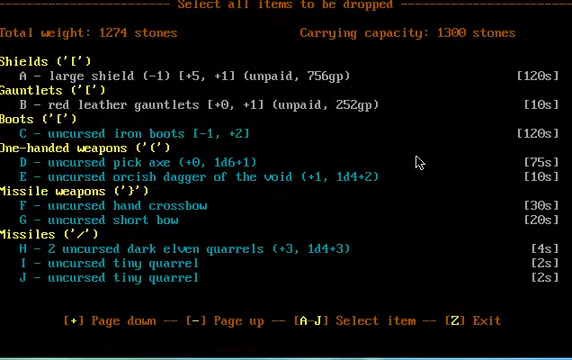 Select all items to be dropped
Total weight: 1274 stones Carrying capacity: 1300 stones
Shields ('[')
A - large shield (-1) [+5, +1] (unpaid, 756gp) [120s]
Gauntlets ('[')
B - red leather gauntlets [+0, +1] (unpaid, 252gp) [10s]
Boots ('[')
C - uncursed iron boots [-1, +2] [120s]
One-handed weapons ('(')
D - uncursed pick axe (+0, 1d6+1) [75s]
E - uncursed orcish dagger of the void (+1, 1d4+2) [10s]
Missile weapons ('}')
F - uncursed hand crossbow [30s]
G - uncursed short bow [20s]
Missiles ('/')
H - 2 uncursed dark elven quarrels (+3, 1d4+3) [4s]
I - uncursed tiny quarrel [2s]
J - uncursed tiny quarrel [2s]
[+] Page down -- [-] Page up -- [A-J] Select item -- [Z] Exit